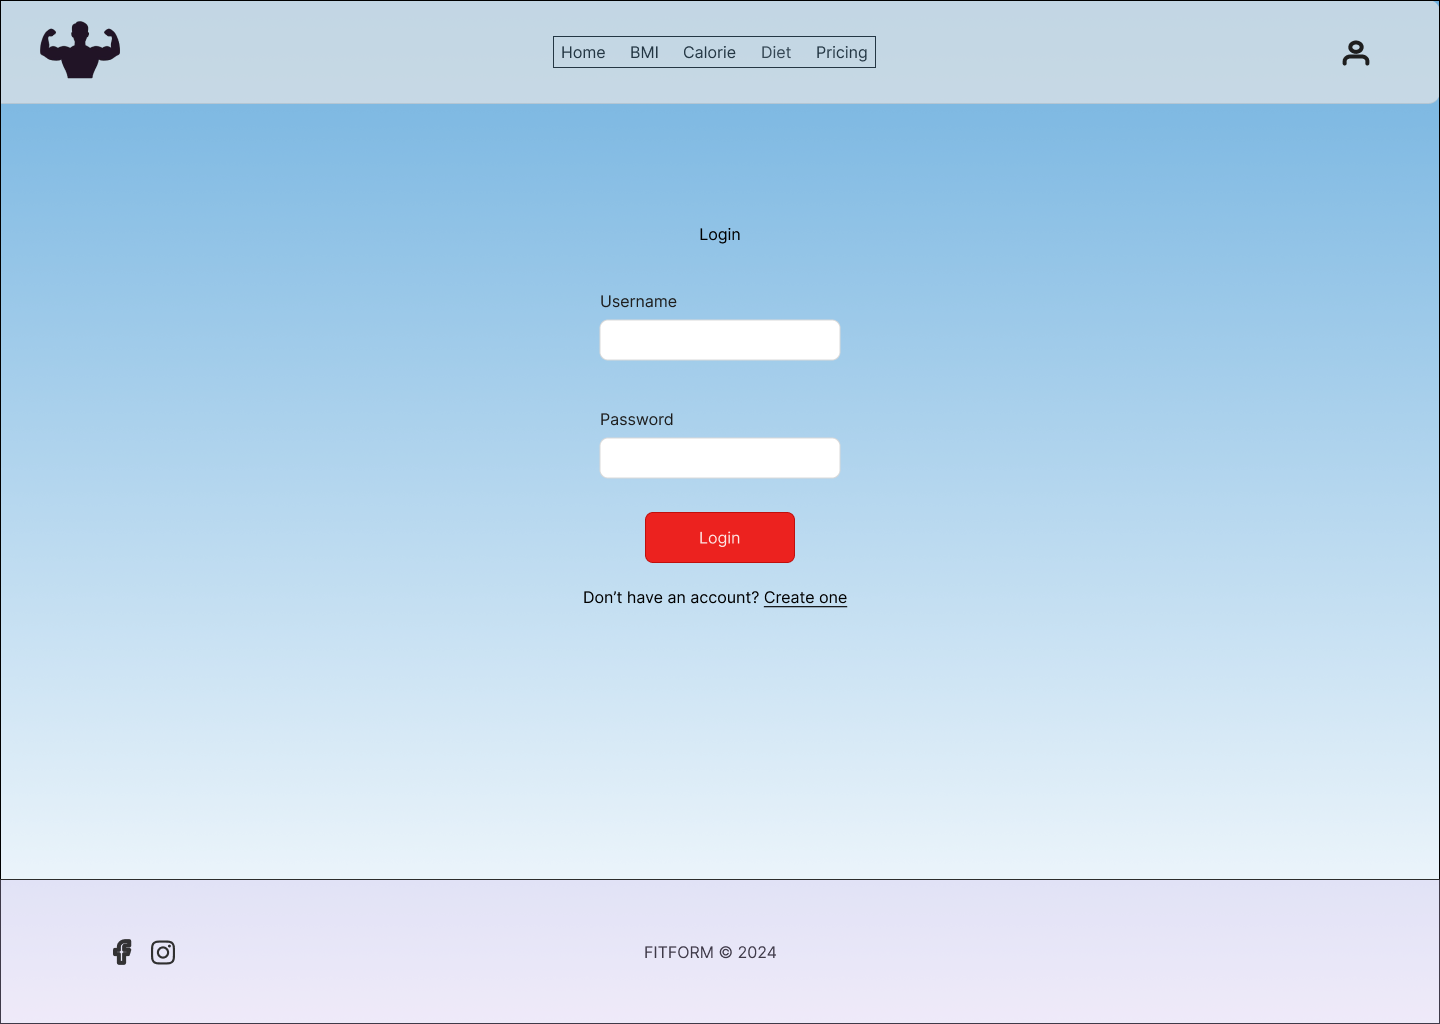 Home BMI Calorie Diet Pricing
Login
Username
Password
Login
Don’t have an account? Create one
FITFORM © 2024